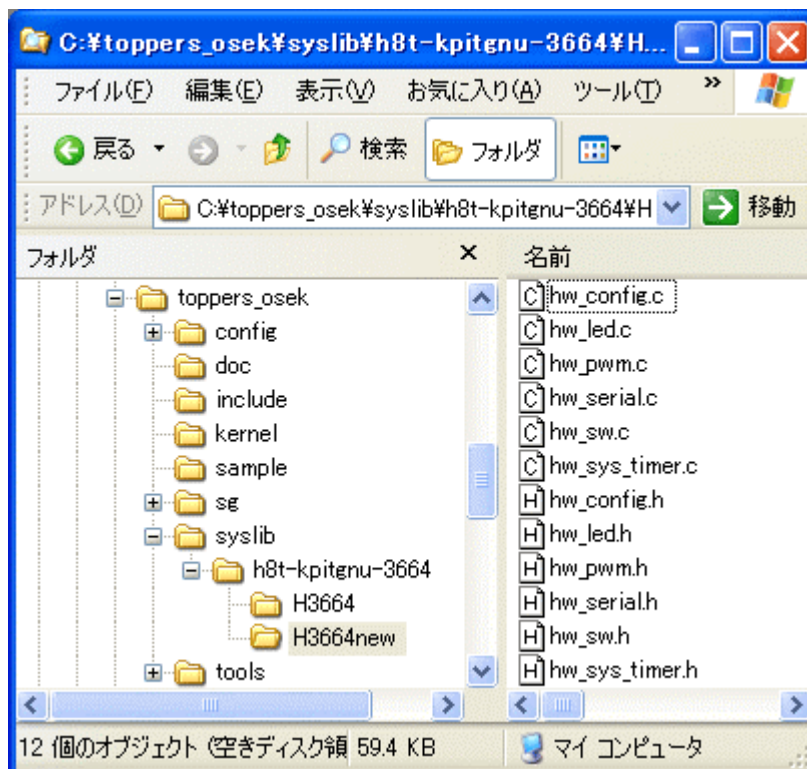 C:¥toppers_osek¥syslib¥h8t-kpitgnu-3664¥H...
ファイル(F) 編集(E) 表示(V) お気に入り(A) ツール(T) »
戻る 検索 フォルダ
アドレス(D) C:¥toppers_osek¥syslib¥h8t-kpitgnu-3664¥H 移動
フォルダ
toppers_osek
config
doc
include
kernel
sample
sg
syslib
h8t-kpitgnu-3664
H3664
H3664new
tools
名前
hw_config.c
hw_led.c
hw_pwm.c
hw_serial.c
hw_sw.c
hw_sys_timer.c
hw_config.h
hw_led.h
hw_pwm.h
hw_serial.h
hw_sw.h
hw_sys_timer.h
12 個のオブジェクト (空きディスク領 59.4 KB マイ コンピュータ